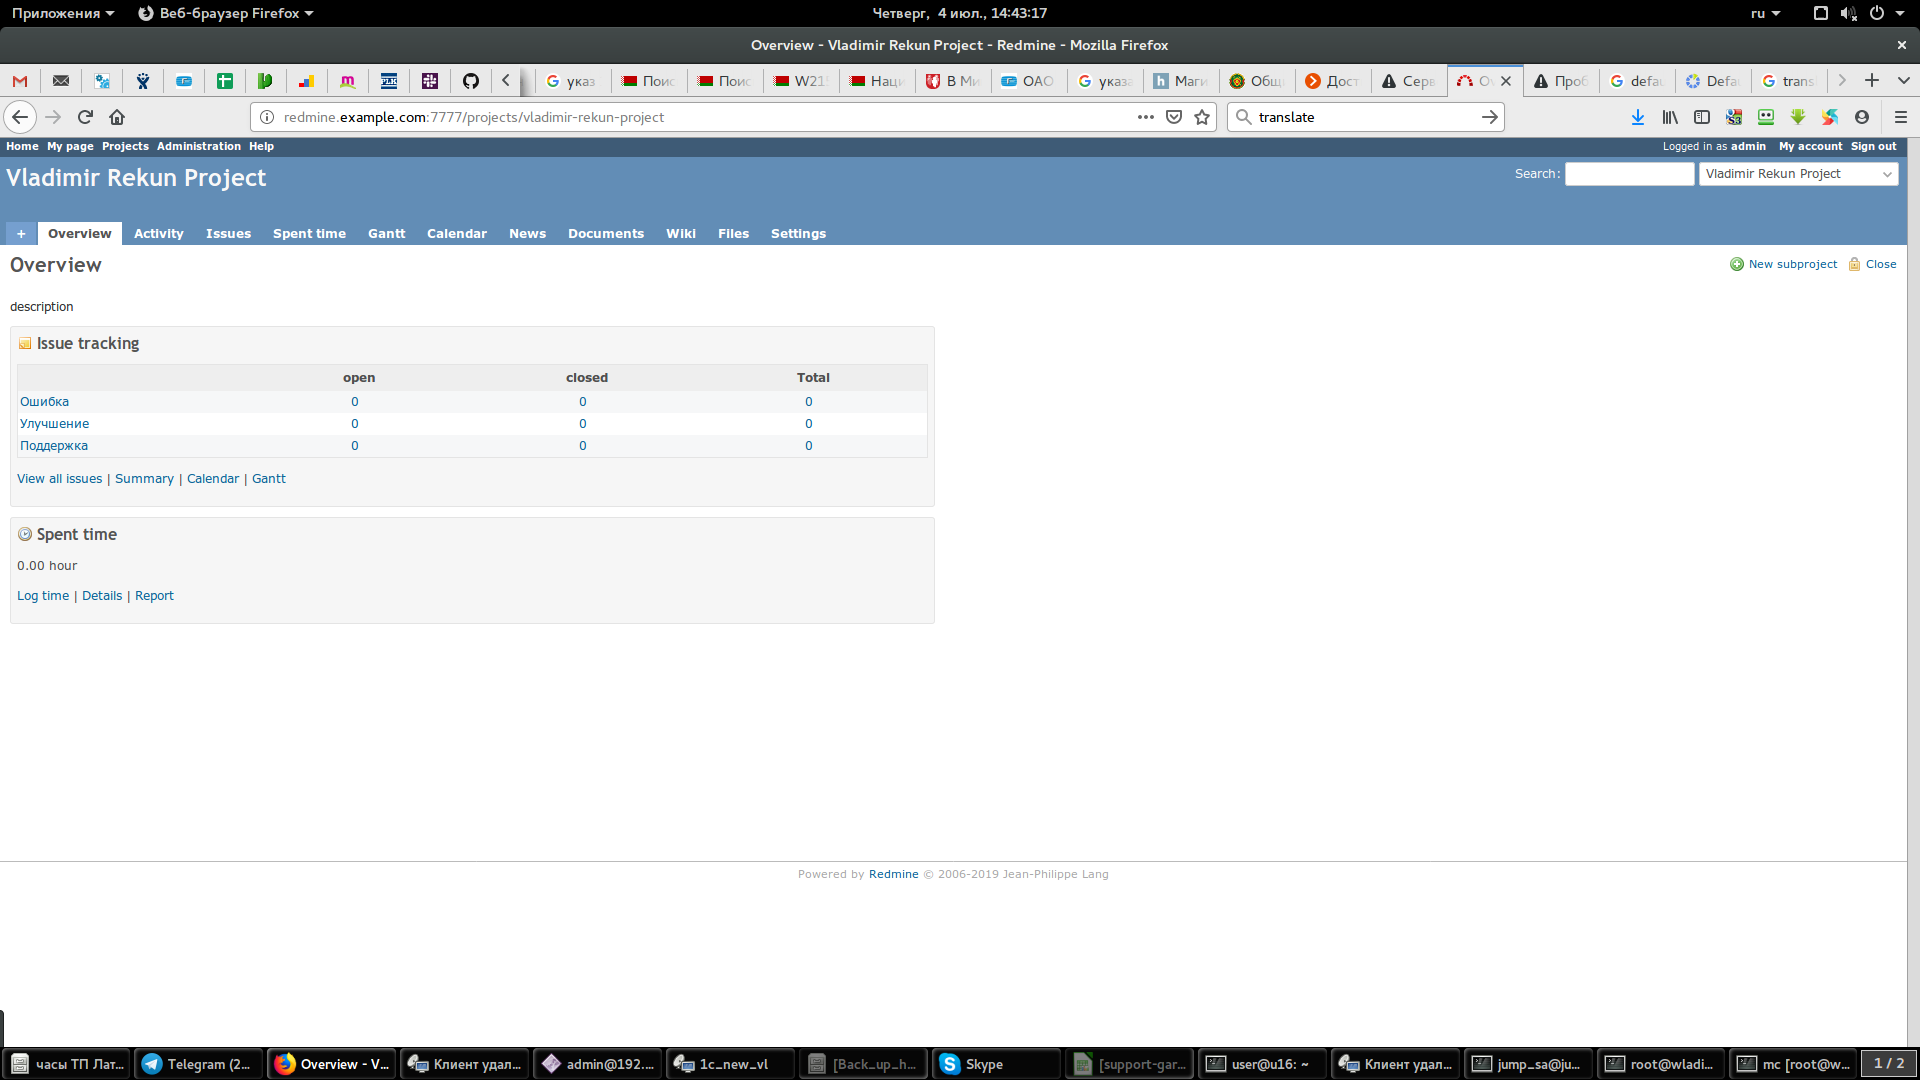 Приложения Веб-браузер Firefox Четверг, 4 июл., 14:43:17 ru
Overview - Vladimir Rekun Project - Redmine - Mozilla Firefox
указ Поис Поис W21 Наци В Ми ОАО указа Маги Общ Дост Серв Ov Проб defau Defau trans
redmine.example.com:7777/projects/vladimir-rekun-project translate
Home My page Projects Administration Help Logged in as admin My account Sign out
Vladimir Rekun Project Search: Vladimir Rekun Project
+ Overview Activity Issues Spent time Gantt Calendar News Documents Wiki Files Settings
Overview New subproject Close
description
Issue tracking
open closed Total
Ошибка 0 0 0
Улучшение 0 0 0
Поддержка 0 0 0
View all issues | Summary | Calendar | Gantt
Spent time
0.00 hour
Log time | Details | Report
Powered by Redmine © 2006-2019 Jean-Philippe Lang
часы ТП Лат... Telegram (2... Overview - V... Клиент удал... admin@192.... 1c_new_vl [Back_up_h... Skype [support-gar... user@u16: ~ Клиент удал... jump_sa@ju... root@wladi... mc [root@w... 1 / 2